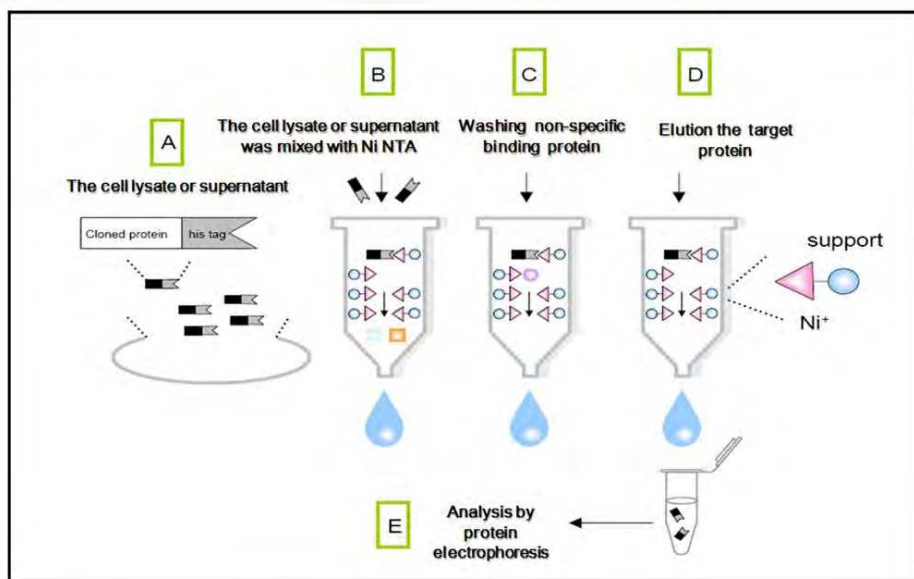 A
The cell lysate or supernatant
Cloned protein
his tag
B
The cell lysate or supernatant
was mixed with Ni NTA
C
Washing non-specific
binding protein
D
Elution the target
protein
support
Ni⁺
E
Analysis by
protein
electrophoresis